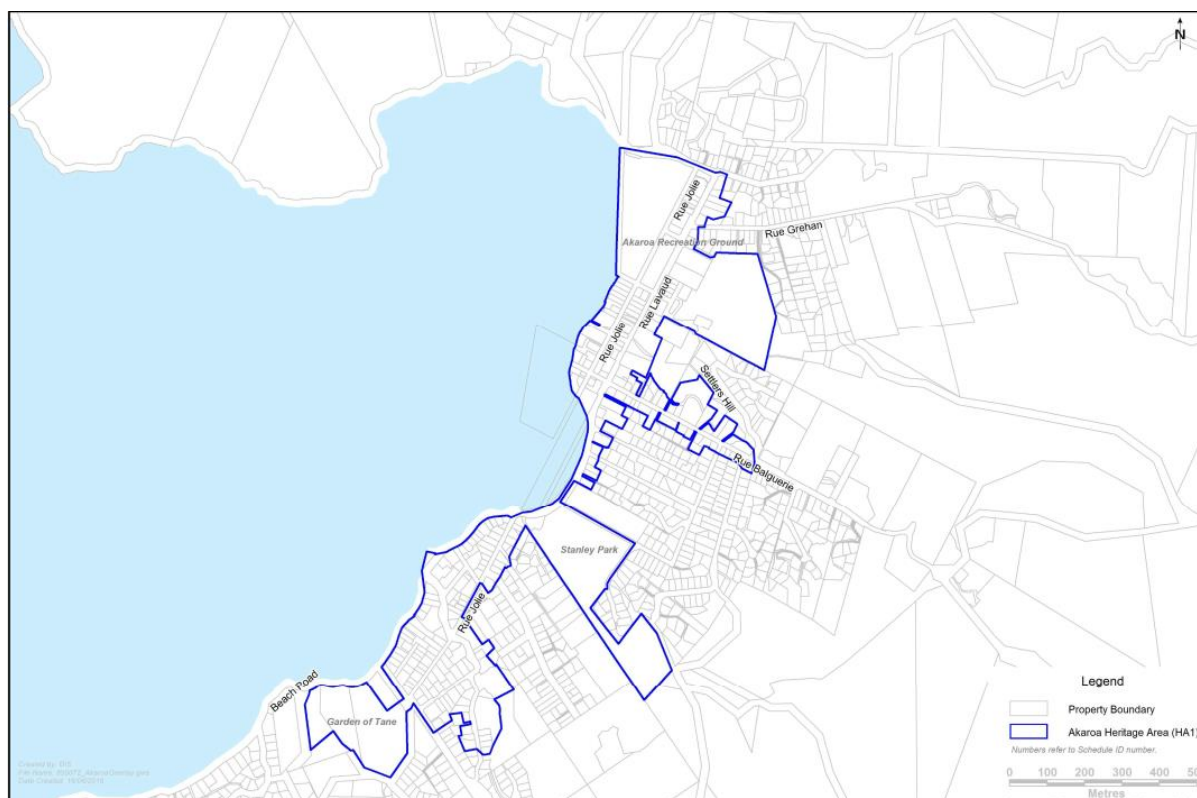 N
Rue Jolie
Rue Grehan
Akaroa Recreation Ground
Rue Lavaud
Rue Jolie
Settlers Hill
Rue Balguerie
Stanley Park
Rue Jolie
Beach Road
Garden of Tane
Legend
Property Boundary
Akaroa Heritage Area (HA1)
Numbers refer to Schedule ID number.
0 100 200 300 400 500
Metres